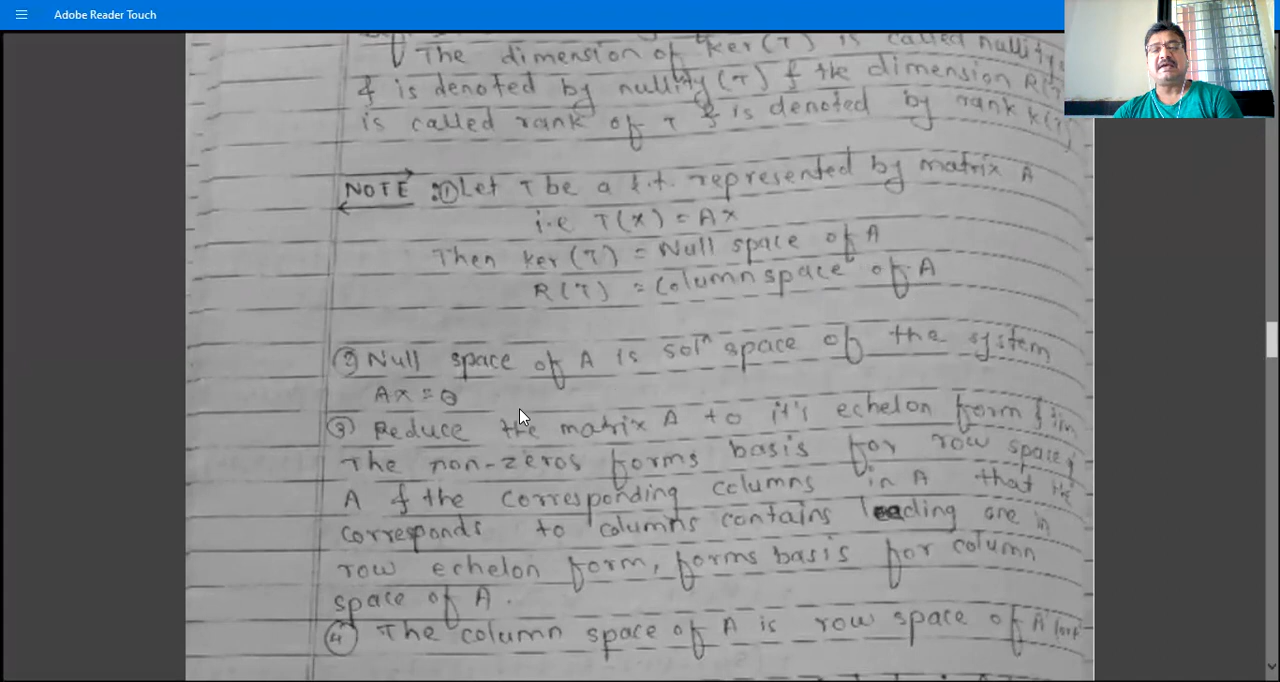 Adobe Reader Touch
The dimension of ker(T) is called nullity
& is denoted by nullity(T) & the dimension R(T)
is called rank of T & is denoted by rank R(T)
NOTE :① Let T be a l.t. represented by matrix A
i.e T(x) = Ax
Then ker(T) = Null space of A
R(T) = Column space of A
② Null space of A is solⁿ space of the system
Ax = 0
③ Reduce the matrix A to it's echelon form
The non-zeros forms basis for row space
A & the corresponding columns in A that the
corresponds to columns contains leading one in
row echelon form, forms basis for column
space of A.
④ The column space of A is row space of Aᵗ